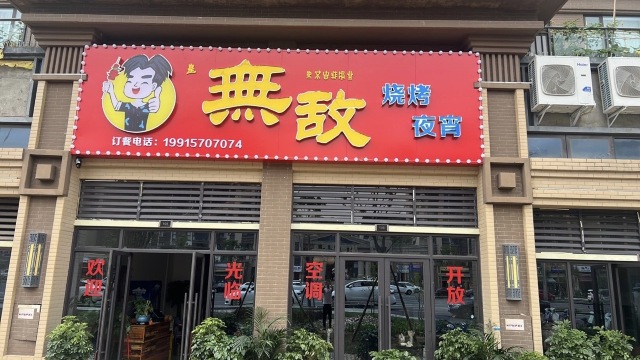 無敌
烧烤
夜宵
订餐电话：19915707074
欢迎
光临
空调
开放
Haier